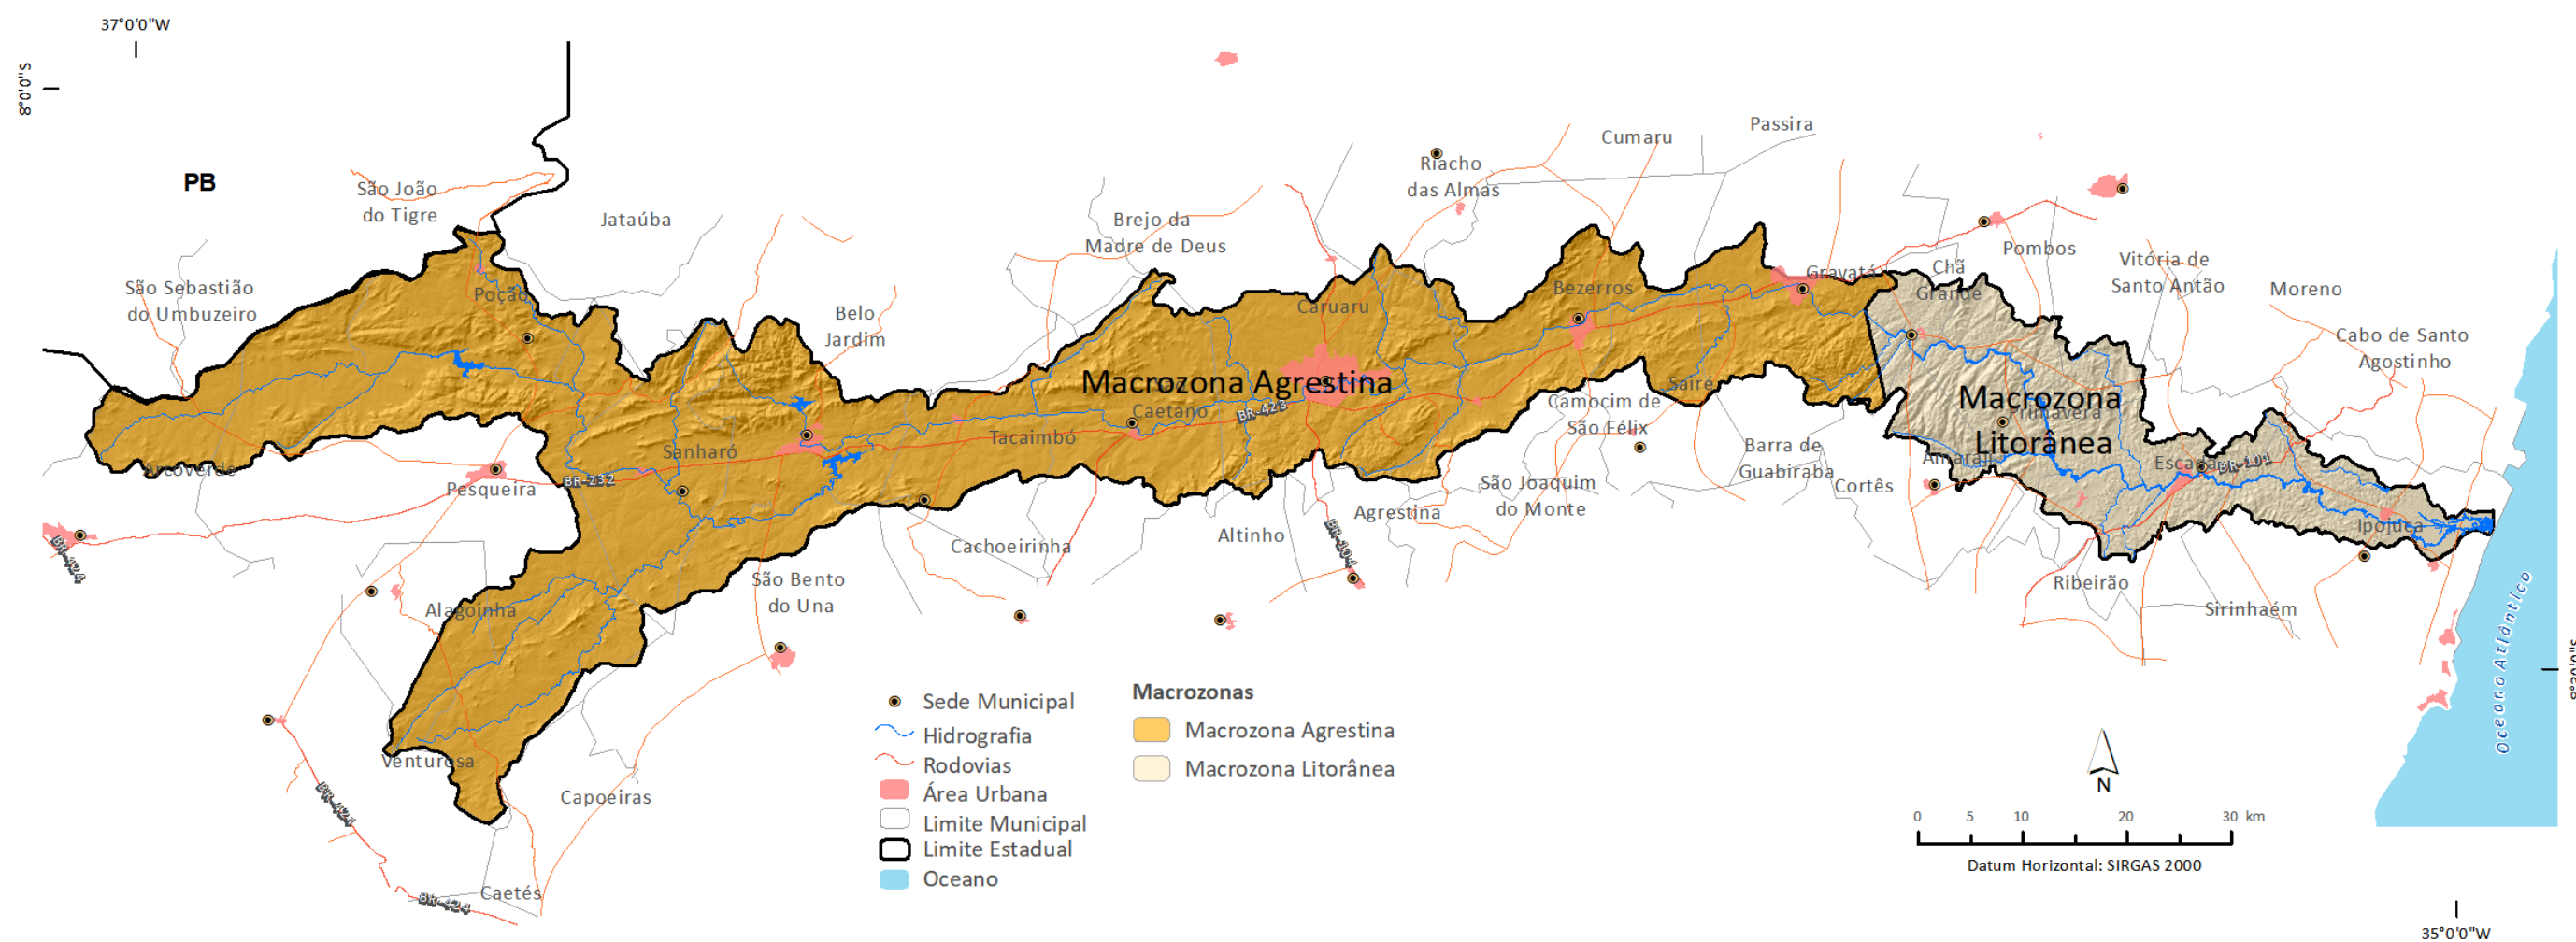 37°0'0"W
8°0'0"S
PB
São João
do Tigre
Jataúba
São Sebastião
do Umbuzeiro
Poção
Belo
Jardim
Brejo da
Madre de Deus
Riacho
das Almas
Cumaru
Passira
Caruaru
Bezerros
Gravatá
Chã
Grande
Pombos
Vitória de
Santo Antão
Moreno
Cabo de Santo
Agostinho
Macrozona Agrestina
Macrozona
Litorânea
Primavera
Arcoverde
Pesqueira
BR-232
Sanharó
Tacaimbó
Caetano
BR-423
Sairé
Camocim de
São Félix
Barra de
Guabiraba
Cortês
Amaraji
Escada
BR-101
Ipojuca
São Joaquim
do Monte
Agrestina
Altinho
BR-104
Cachoeirinha
São Bento
do Una
BR-424
Alagoinha
Ribeirão
Sirinhaém
Oceano Atlântico
Venturosa
Capoeiras
BR-424
Caetés
Sede Municipal
Hidrografia
Rodovias
Área Urbana
Limite Municipal
Limite Estadual
Oceano
Macrozonas
Macrozona Agrestina
Macrozona Litorânea
N
0 5 10 20 30 km
Datum Horizontal: SIRGAS 2000
35°0'0"W